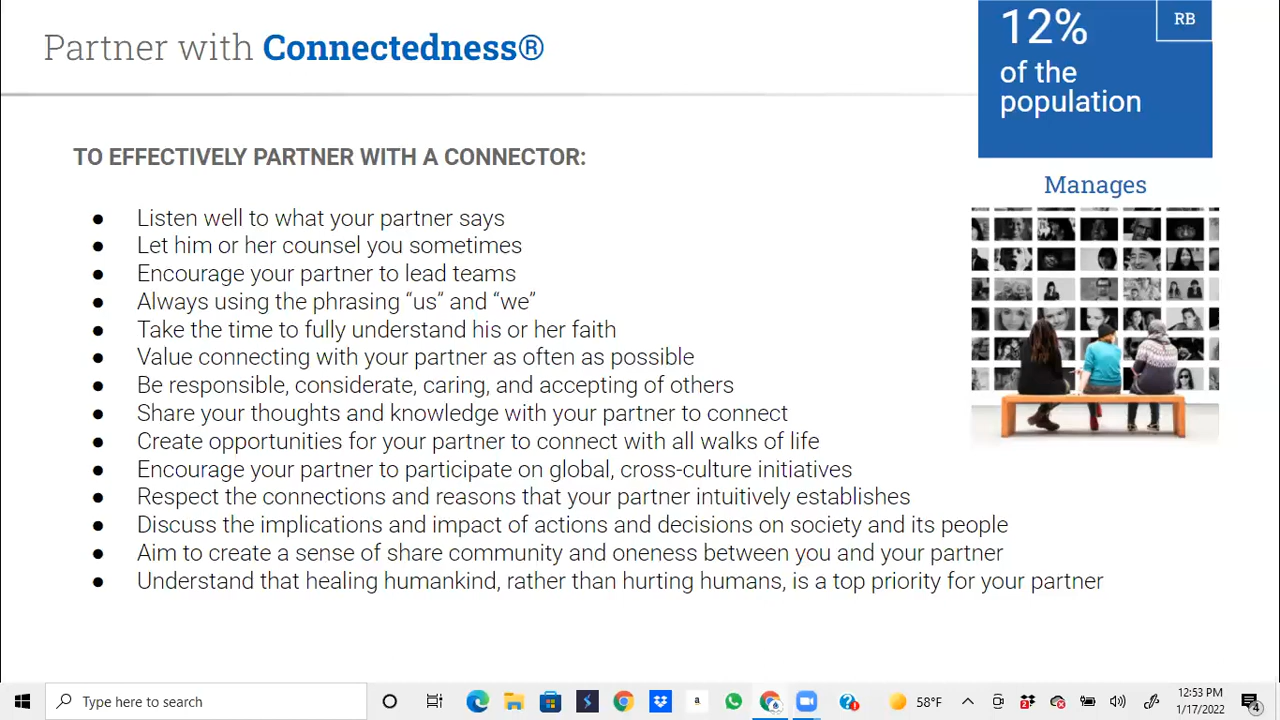 Partner with Connectedness®
12%
RB
of the
population
TO EFFECTIVELY PARTNER WITH A CONNECTOR:
Manages
● Listen well to what your partner says
● Let him or her counsel you sometimes
● Encourage your partner to lead teams
● Always using the phrasing “us” and “we”
● Take the time to fully understand his or her faith
● Value connecting with your partner as often as possible
● Be responsible, considerate, caring, and accepting of others
● Share your thoughts and knowledge with your partner to connect
● Create opportunities for your partner to connect with all walks of life
● Encourage your partner to participate on global, cross-culture initiatives
● Respect the connections and reasons that your partner intuitively establishes
● Discuss the implications and impact of actions and decisions on society and its people
● Aim to create a sense of share community and oneness between you and your partner
● Understand that healing humankind, rather than hurting humans, is a top priority for your partner
Type here to search
a
2
58°F
12:53 PM
1/17/2022
4